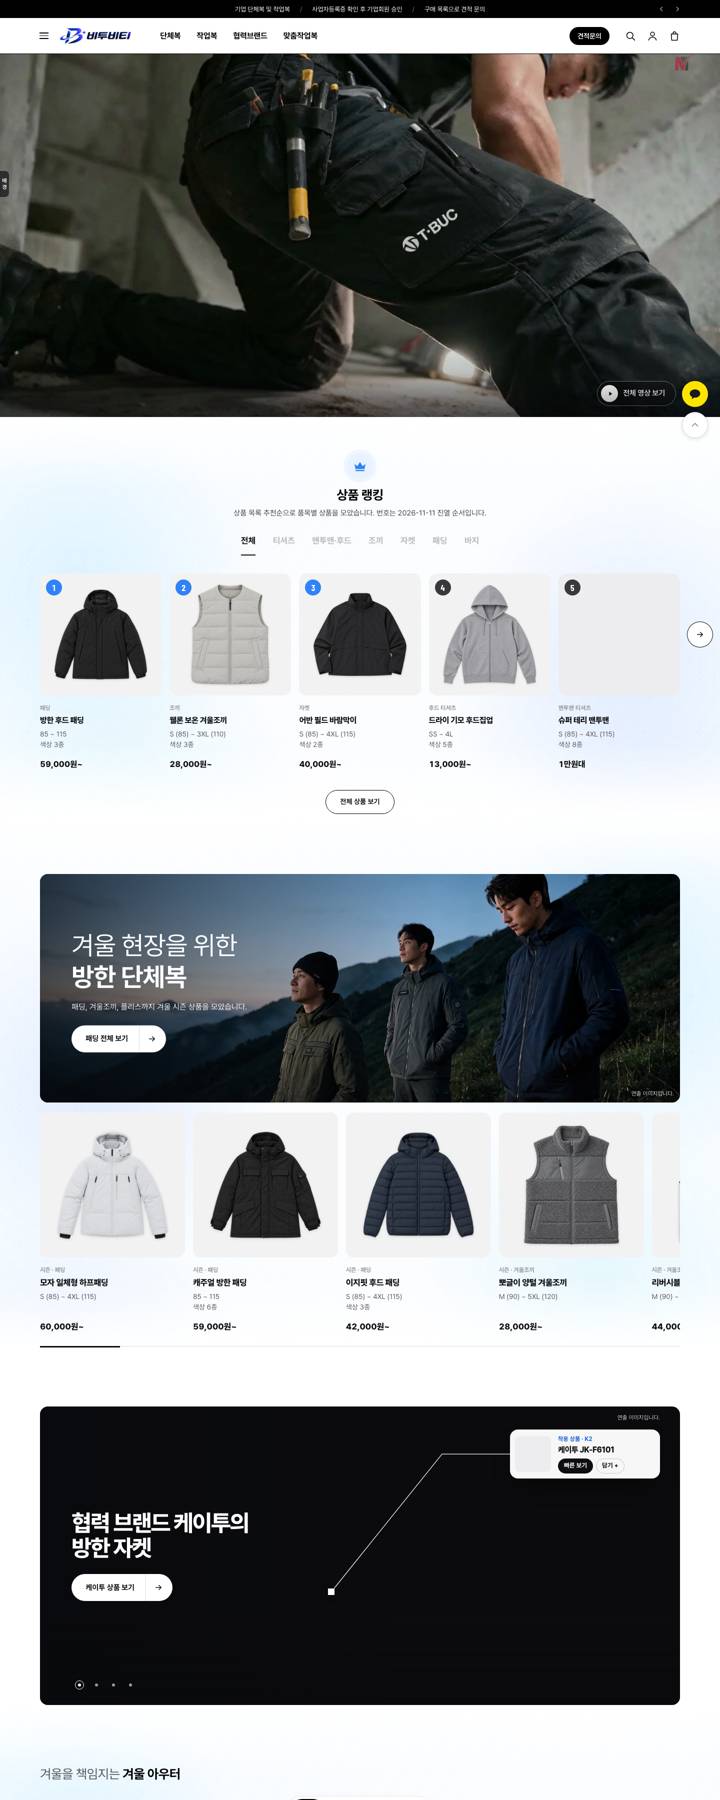 기업 단체복 및 작업복 / 사업자등록증 확인 후 기업회원 승인 / 구매 목록으로 견적 문의
비투비티
단체복 작업복 협력브랜드 맞춤작업복
견적문의
배경
T·BUC
전체 영상 보기
상품 랭킹
상품 목록 추천순으로 품목별 상품을 모았습니다. 번호는 2026-11-11 진열 순서입니다.
전체 티셔츠 맨투맨·후드 조끼 자켓 패딩 바지
1
패딩
방한 후드 패딩
85 ~ 115
색상 3종
59,000원~
2
조끼
웰론 보온 겨울조끼
S (85) ~ 3XL (110)
색상 3종
28,000원~
3
자켓
어반 필드 바람막이
S (85) ~ 4XL (115)
색상 2종
40,000원~
4
후드 티셔츠
드라이 기모 후드집업
SS ~ 4L
색상 5종
13,000원~
5
맨투맨 티셔츠
슈퍼 테리 맨투맨
S (85) ~ 4XL (115)
색상 8종
1만원대
전체 상품 보기
겨울 현장을 위한
방한 단체복
패딩, 겨울조끼, 플리스까지 겨울 시즌 상품을 모았습니다.
패딩 전체 보기
연출 이미지입니다.
시즌 · 패딩
모자 일체형 하프패딩
S (85) ~ 4XL (115)
60,000원~
시즌 · 패딩
캐주얼 방한 패딩
85 ~ 115
색상 6종
59,000원~
시즌 · 패딩
이지핏 후드 패딩
S (85) ~ 4XL (115)
색상 3종
42,000원~
시즌 · 겨울조끼
뽀글이 양털 겨울조끼
M (90) ~ 5XL (120)
28,000원~
시즌 · 겨울조
리버시블
M (90) ~
44,000
연출 이미지입니다.
착용 상품 · K2
케이투 JK-F6101
빠른 보기 담기 +
협력 브랜드 케이투의
방한 자켓
케이투 상품 보기
겨울을 책임지는 겨울 아우터